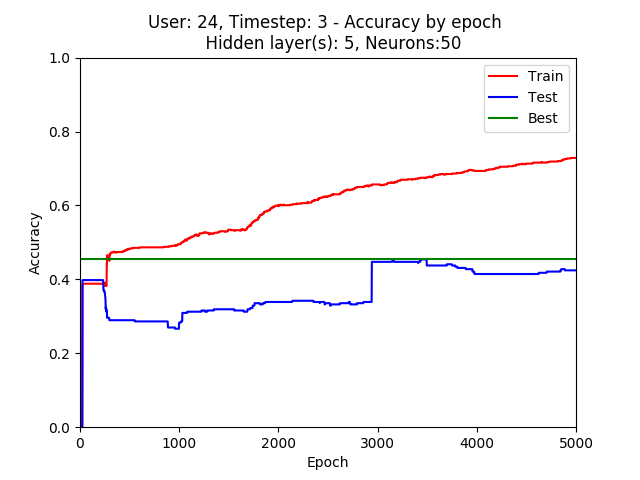 User: 24, Timestep: 3 - Accuracy by epoch
Hidden layer(s): 5, Neurons:50
1.0
0.8
0.6
0.4
0.2
0.0
Accuracy
Train
Test
Best
0 1000 2000 3000 4000 5000
Epoch